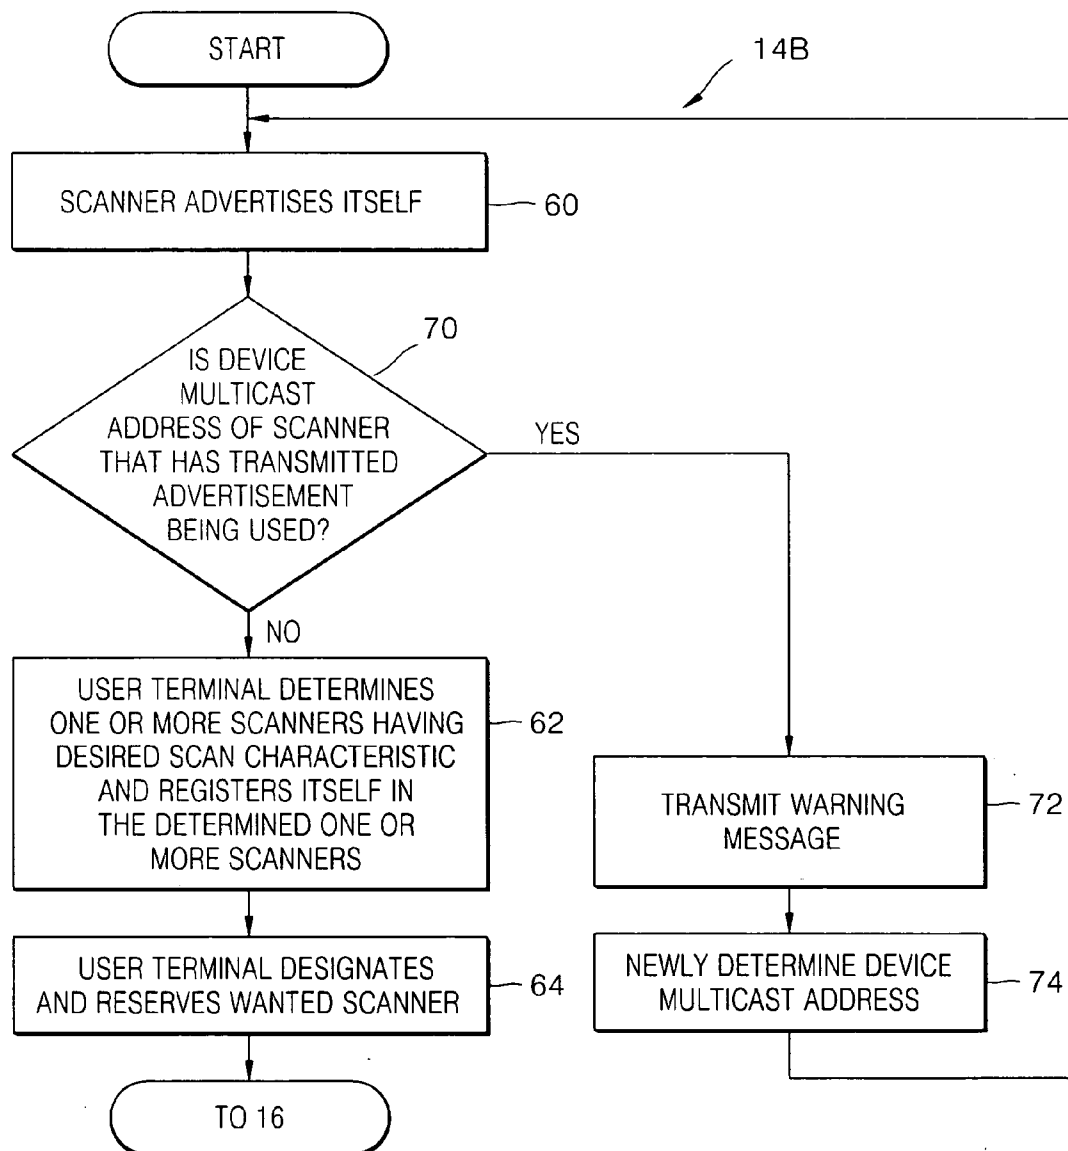 START
14B
SCANNER ADVERTISES ITSELF
60
70
IS DEVICE
MULTICAST
ADDRESS OF SCANNER
THAT HAS TRANSMITTED
ADVERTISEMENT
BEING USED?
YES
NO
USER TERMINAL DETERMINES
ONE OR MORE SCANNERS HAVING
DESIRED SCAN CHARACTERISTIC
AND REGISTERS ITSELF IN
THE DETERMINED ONE OR
MORE SCANNERS
62
TRANSMIT WARNING
MESSAGE
72
USER TERMINAL DESIGNATES
AND RESERVES WANTED SCANNER
64
NEWLY DETERMINE DEVICE
MULTICAST ADDRESS
74
TO 16